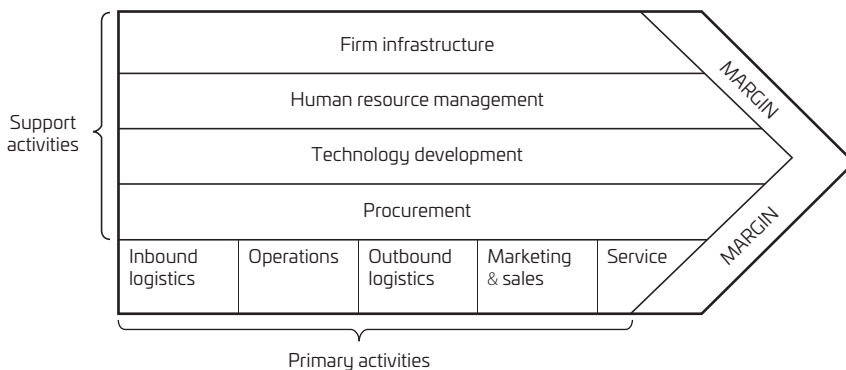 Firm infrastructure
MARGIN
Human resource management
Support
activities
Technology development
Procurement
MARGIN
Inbound
logistics
Operations
Outbound
logistics
Marketing
& sales
Service
Primary activities